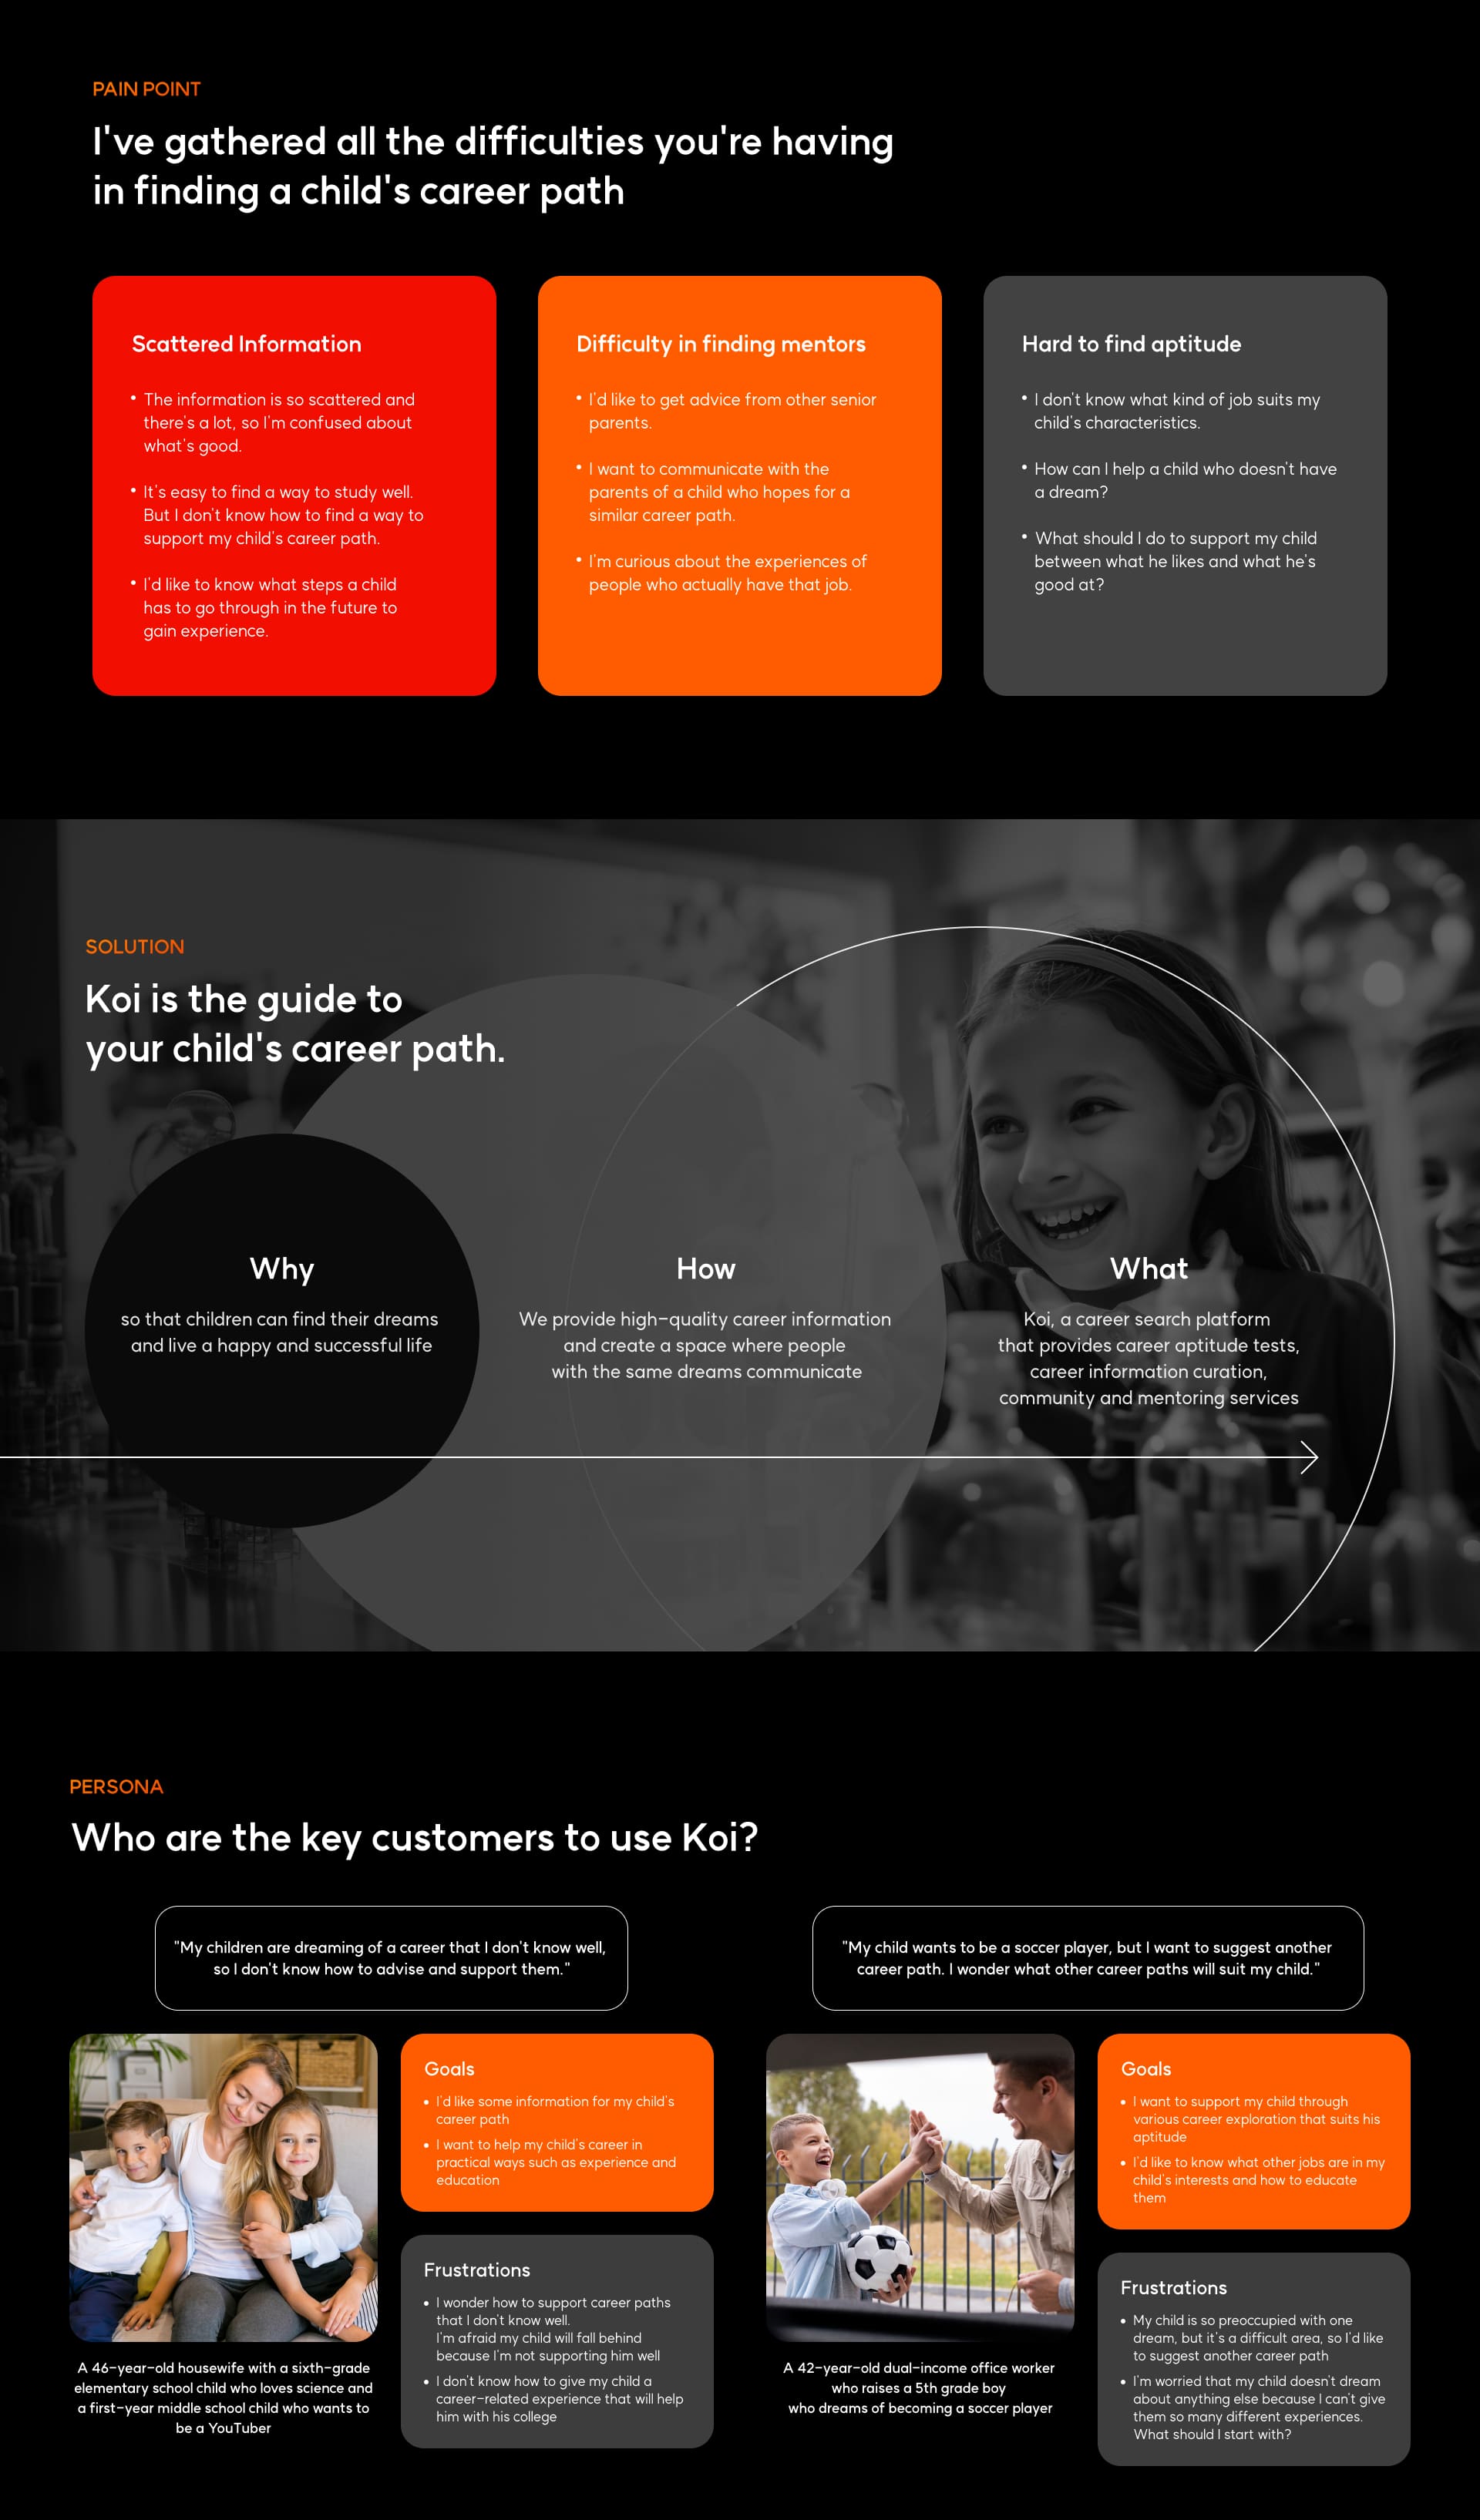 PAIN POINT
I've gathered all the difficulties you're having
in finding a child's career path
Scattered Information
• The information is so scattered and
there's a lot, so I'm confused about
what's good.
• It's easy to find a way to study well.
But I don't know how to find a way to
support my child's career path.
• I'd like to know what steps a child
has to go through in the future to
gain experience.
Difficulty in finding mentors
• I'd like to get advice from other senior
parents.
• I want to communicate with the
parents of a child who hopes for a
similar career path.
• I'm curious about the experiences of
people who actually have that job.
Hard to find aptitude
• I don't know what kind of job suits my
child's characteristics.
• How can I help a child who doesn't have
a dream?
• What should I do to support my child
between what he likes and what he's
good at?
SOLUTION
Koi is the guide to
your child's career path.
Why
so that children can find their dreams
and live a happy and successful life
How
We provide high-quality career information
and create a space where people
with the same dreams communicate
What
Koi, a career search platform
that provides career aptitude tests,
career information curation,
community and mentoring services
PERSONA
Who are the key customers to use Koi?
"My children are dreaming of a career that I don't know well,
so I don't know how to advise and support them."
A 46-year-old housewife with a sixth-grade
elementary school child who loves science and
a first-year middle school child who wants to
be a YouTuber
Goals
• I'd like some information for my child's
career path
• I want to help my child's career in
practical ways such as experience and
education
Frustrations
• I wonder how to support career paths
that I don't know well.
I'm afraid my child will fall behind
because I'm not supporting him well
• I don't know how to give my child a
career-related experience that will help
him with his college
"My child wants to be a soccer player, but I want to suggest another
career path. I wonder what other career paths will suit my child."
A 42-year-old dual-income office worker
who raises a 5th grade boy
who dreams of becoming a soccer player
Goals
• I want to support my child through
various career exploration that suits his
aptitude
• I'd like to know what other jobs are in my
child's interests and how to educate
them
Frustrations
• My child is so preoccupied with one
dream, but it's a difficult area, so I'd like
to suggest another career path
• I'm worried that my child doesn't dream
about anything else because I can't give
them so many different experiences.
What should I start with?